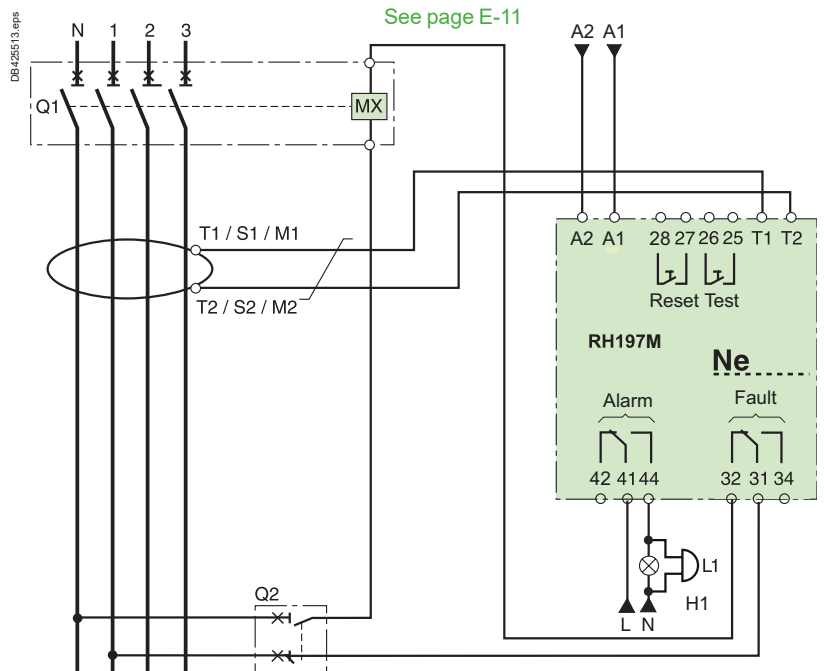 See page E-11
DB425513.eps
N 1 2 3
A2 A1
Q1
MX
T1 / S1 / M1
T2 / S2 / M2
A2 A1 28 27 26 25 T1 T2
Reset Test
RH197M
Ne
Alarm
Fault
42 41 44
32 31 34
L1
H1
L N
Q2